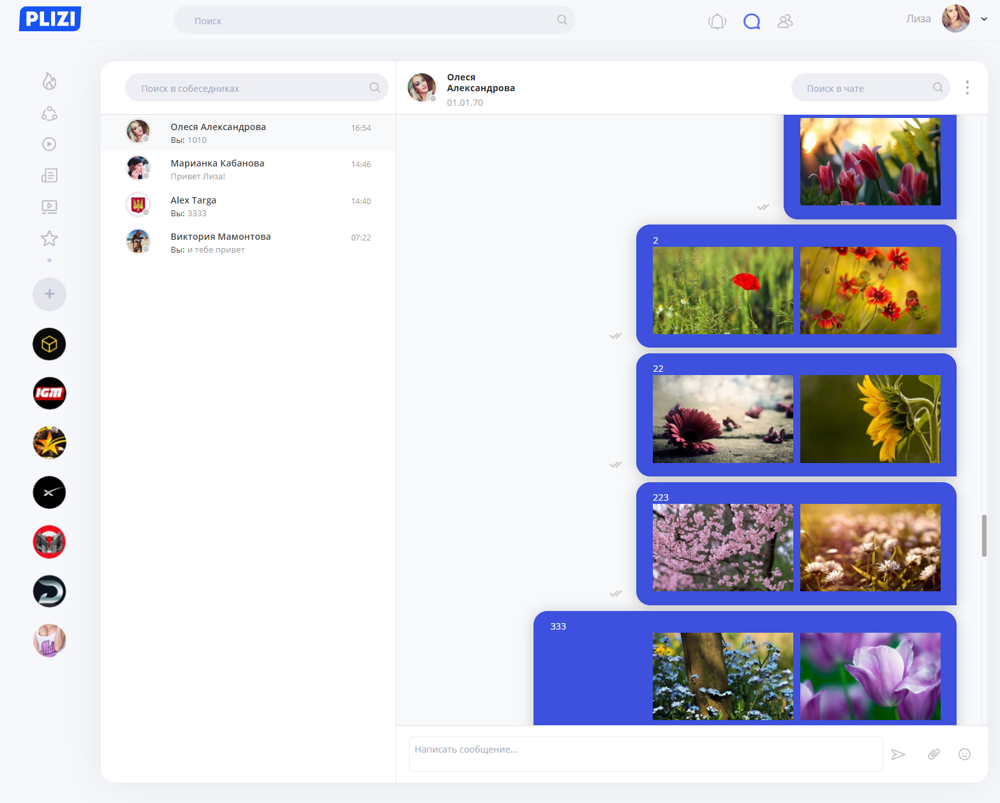 PLIZI
Поиск
Лиза
Поиск в собеседниках
Олеся Александрова
16:54
Вы: 1010
Марианка Кабанова
14:46
Привет Лиза!
Alex Targa
14:40
Вы: 3333
Виктория Мамонтова
07:22
Вы: и тебе привет
IGM
Олеся
Александрова
01.01.70
Поиск в чате
2
22
223
333
Написать сообщение...